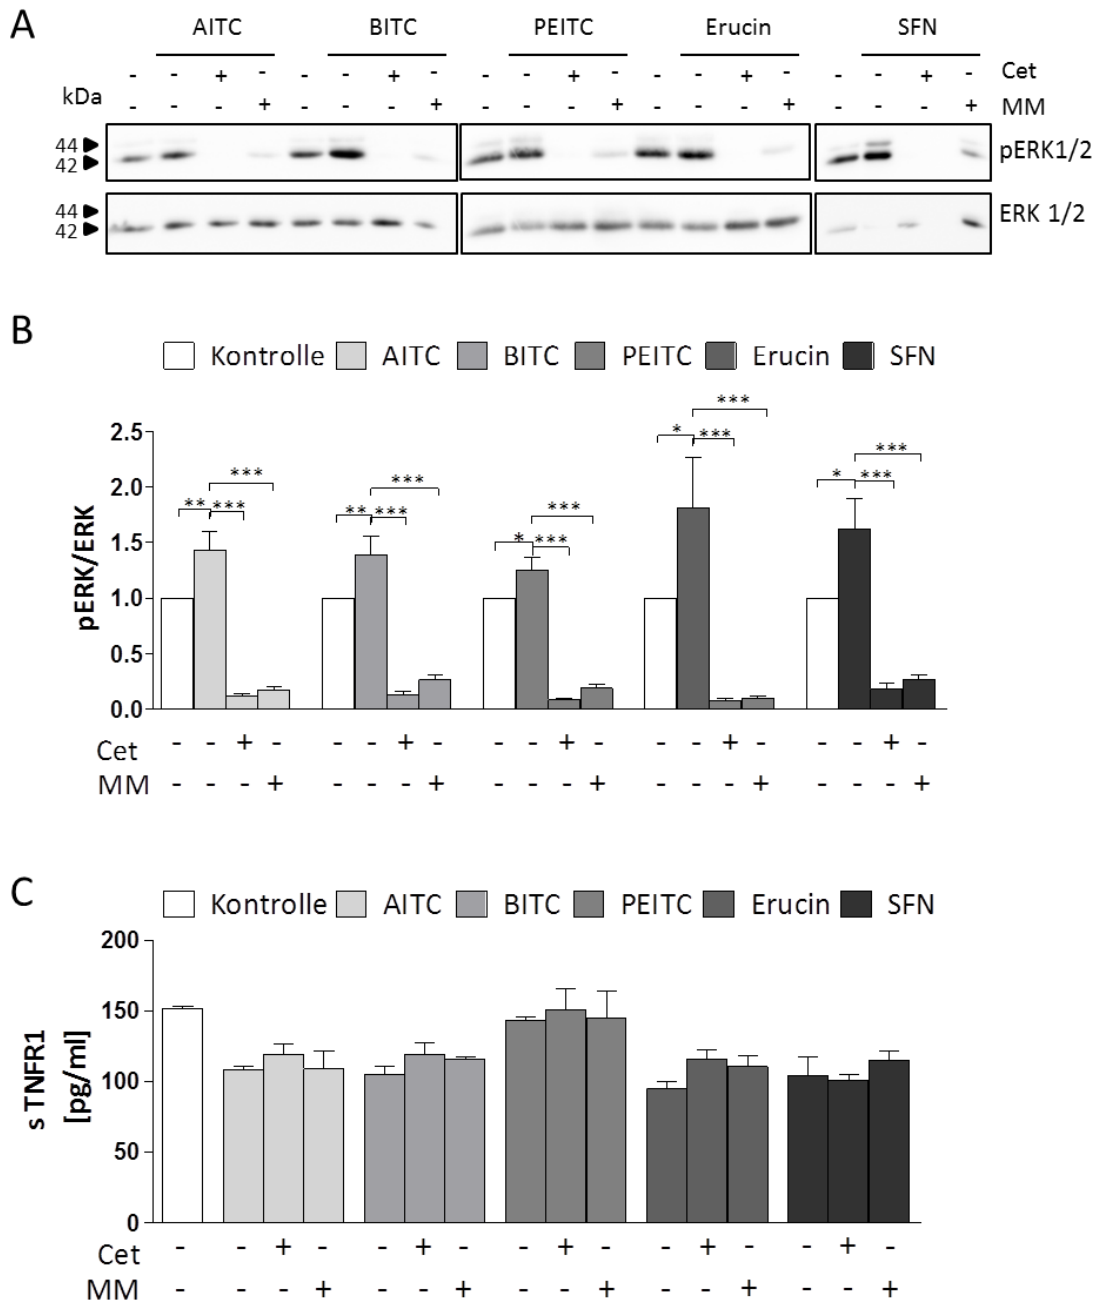 A
AITC BITC PEITC Erucin SFN
- - + - - - + - - - + - - - + - - - + - Cet
kDa - - - + - - - + - - - + - - - + - - - + MM
44
42
pERK1/2
44
42
ERK 1/2
B
Kontrolle AITC BITC PEITC Erucin SFN
pERK/ERK
2.5
2.0
1.5
1.0
0.5
0.0
** *** ***
** *** ***
* *** ***
* *** ***
* *** ***
Cet - - + - - - + - - - + - - - + - - - + -
MM - - - + - - - + - - - + - - - + - - - +
C
Kontrolle AITC BITC PEITC Erucin SFN
s TNFR1
[pg/ml]
200
150
100
50
0
Cet - - + - - + - - + - - + - - + -
MM - - - + - - + - - + - - + - - +